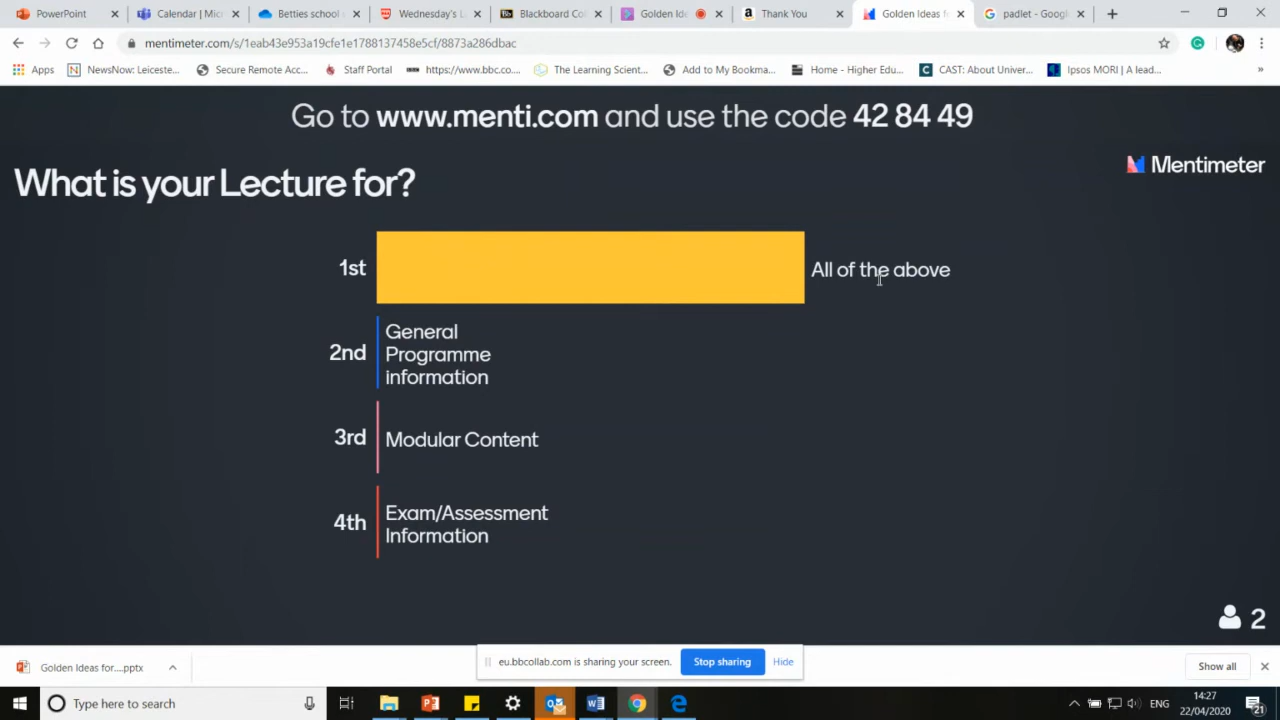 PowerPoint
Calendar | Mic
Betties school
Wednesday's L
Blackboard Co
Golden Ide
Thank You
Golden Ideas for
padlet - Goog
mentimeter.com/s/1eab43e953a19cfe1e1788137458e5cf/8873a286dbac
Apps
NewsNow: Leiceste...
Secure Remote Acc...
Staff Portal
https://www.bbc.co....
The Learning Scient...
Add to My Bookma...
Home - Higher Edu...
CAST: About Univer...
Ipsos MORI | A lead...
»
Go to www.menti.com and use the code 42 84 49
Mentimeter
What is your Lecture for?
1st
All of the above
2nd
General
Programme
information
3rd
Modular Content
4th
Exam/Assessment
Information
2
Golden Ideas for....pptx
eu.bbcollab.com is sharing your screen.
Stop sharing
Hide
Show all
Type here to search
ENG
14:27
22/04/2020
21